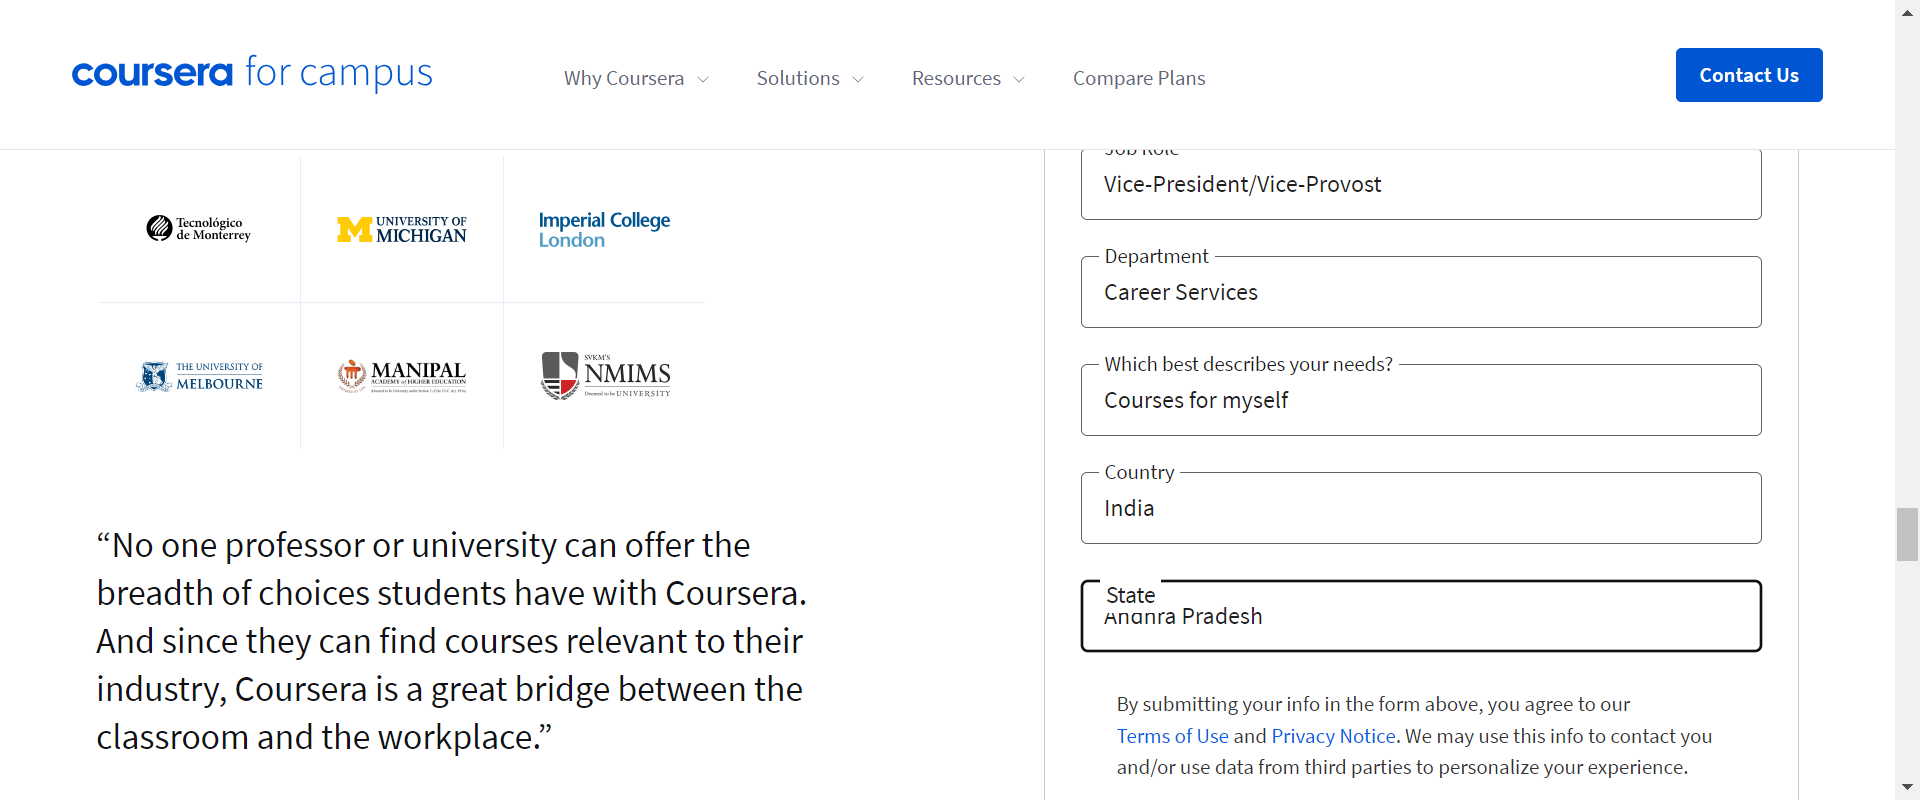 coursera for campus
Why Coursera
Solutions
Resources
Compare Plans
Contact Us
Tecnológico
de Monterrey
UNIVERSITY OF
MICHIGAN
Imperial College
London
THE UNIVERSITY OF
MELBOURNE
MANIPAL
ACADEMY of HIGHER EDUCATION
SVKM'S
NMIMS
Deemed to be UNIVERSITY
“No one professor or university can offer the
breadth of choices students have with Coursera.
And since they can find courses relevant to their
industry, Coursera is a great bridge between the
classroom and the workplace.”
Job Role
Vice-President/Vice-Provost
Department
Career Services
Which best describes your needs?
Courses for myself
Country
India
State
Andhra Pradesh
By submitting your info in the form above, you agree to our
Terms of Use and Privacy Notice. We may use this info to contact you
and/or use data from third parties to personalize your experience.